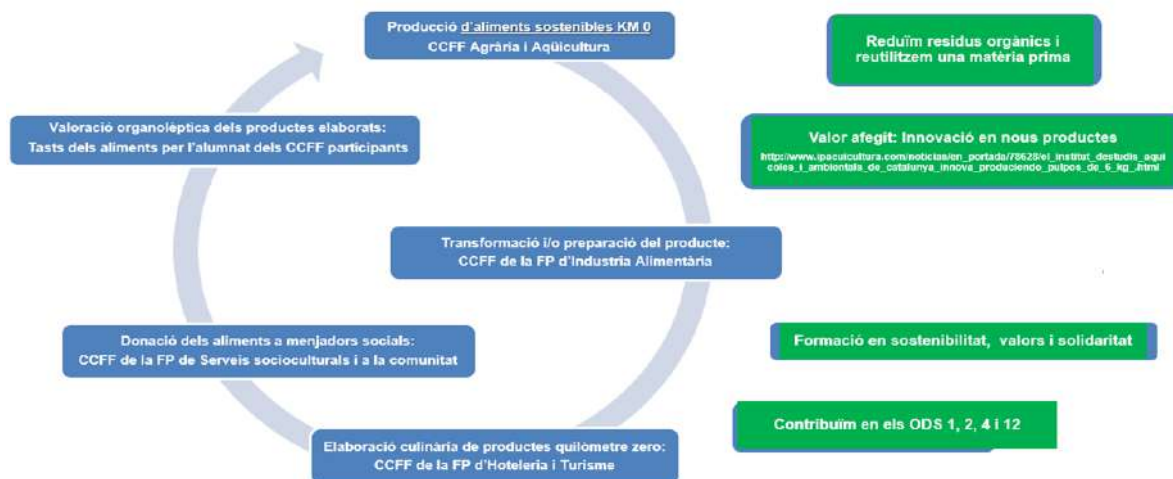 Producció d'aliments sostenibles KM 0
CCFF Agrària i Aqüicultura
Reduïm residus orgànics i
reutilitzem una matèria prima
Valoració organolèptica dels productes elaborats:
Tasts dels aliments per l'alumnat dels CCFF participants
Valor afegit: Innovació en nous productes
http://www.ipacuicultura.com/noticias/en_portada/78628/el_institut_destudis_aqui
coles_i_ambientals_de_catalunya_innova_produciendo_pulpos_de_6_kg_.html
Transformació i/o preparació del producte:
CCFF de la FP d'Industria Alimentària
Donació dels aliments a menjadors socials:
CCFF de la FP de Serveis socioculturals i a la comunitat
Formació en sostenibilitat, valors i solidaritat
Contribuïm en els ODS 1, 2, 4 i 12
Elaboració culinària de productes quilòmetre zero:
CCFF de la FP d'Hoteleria i Turisme